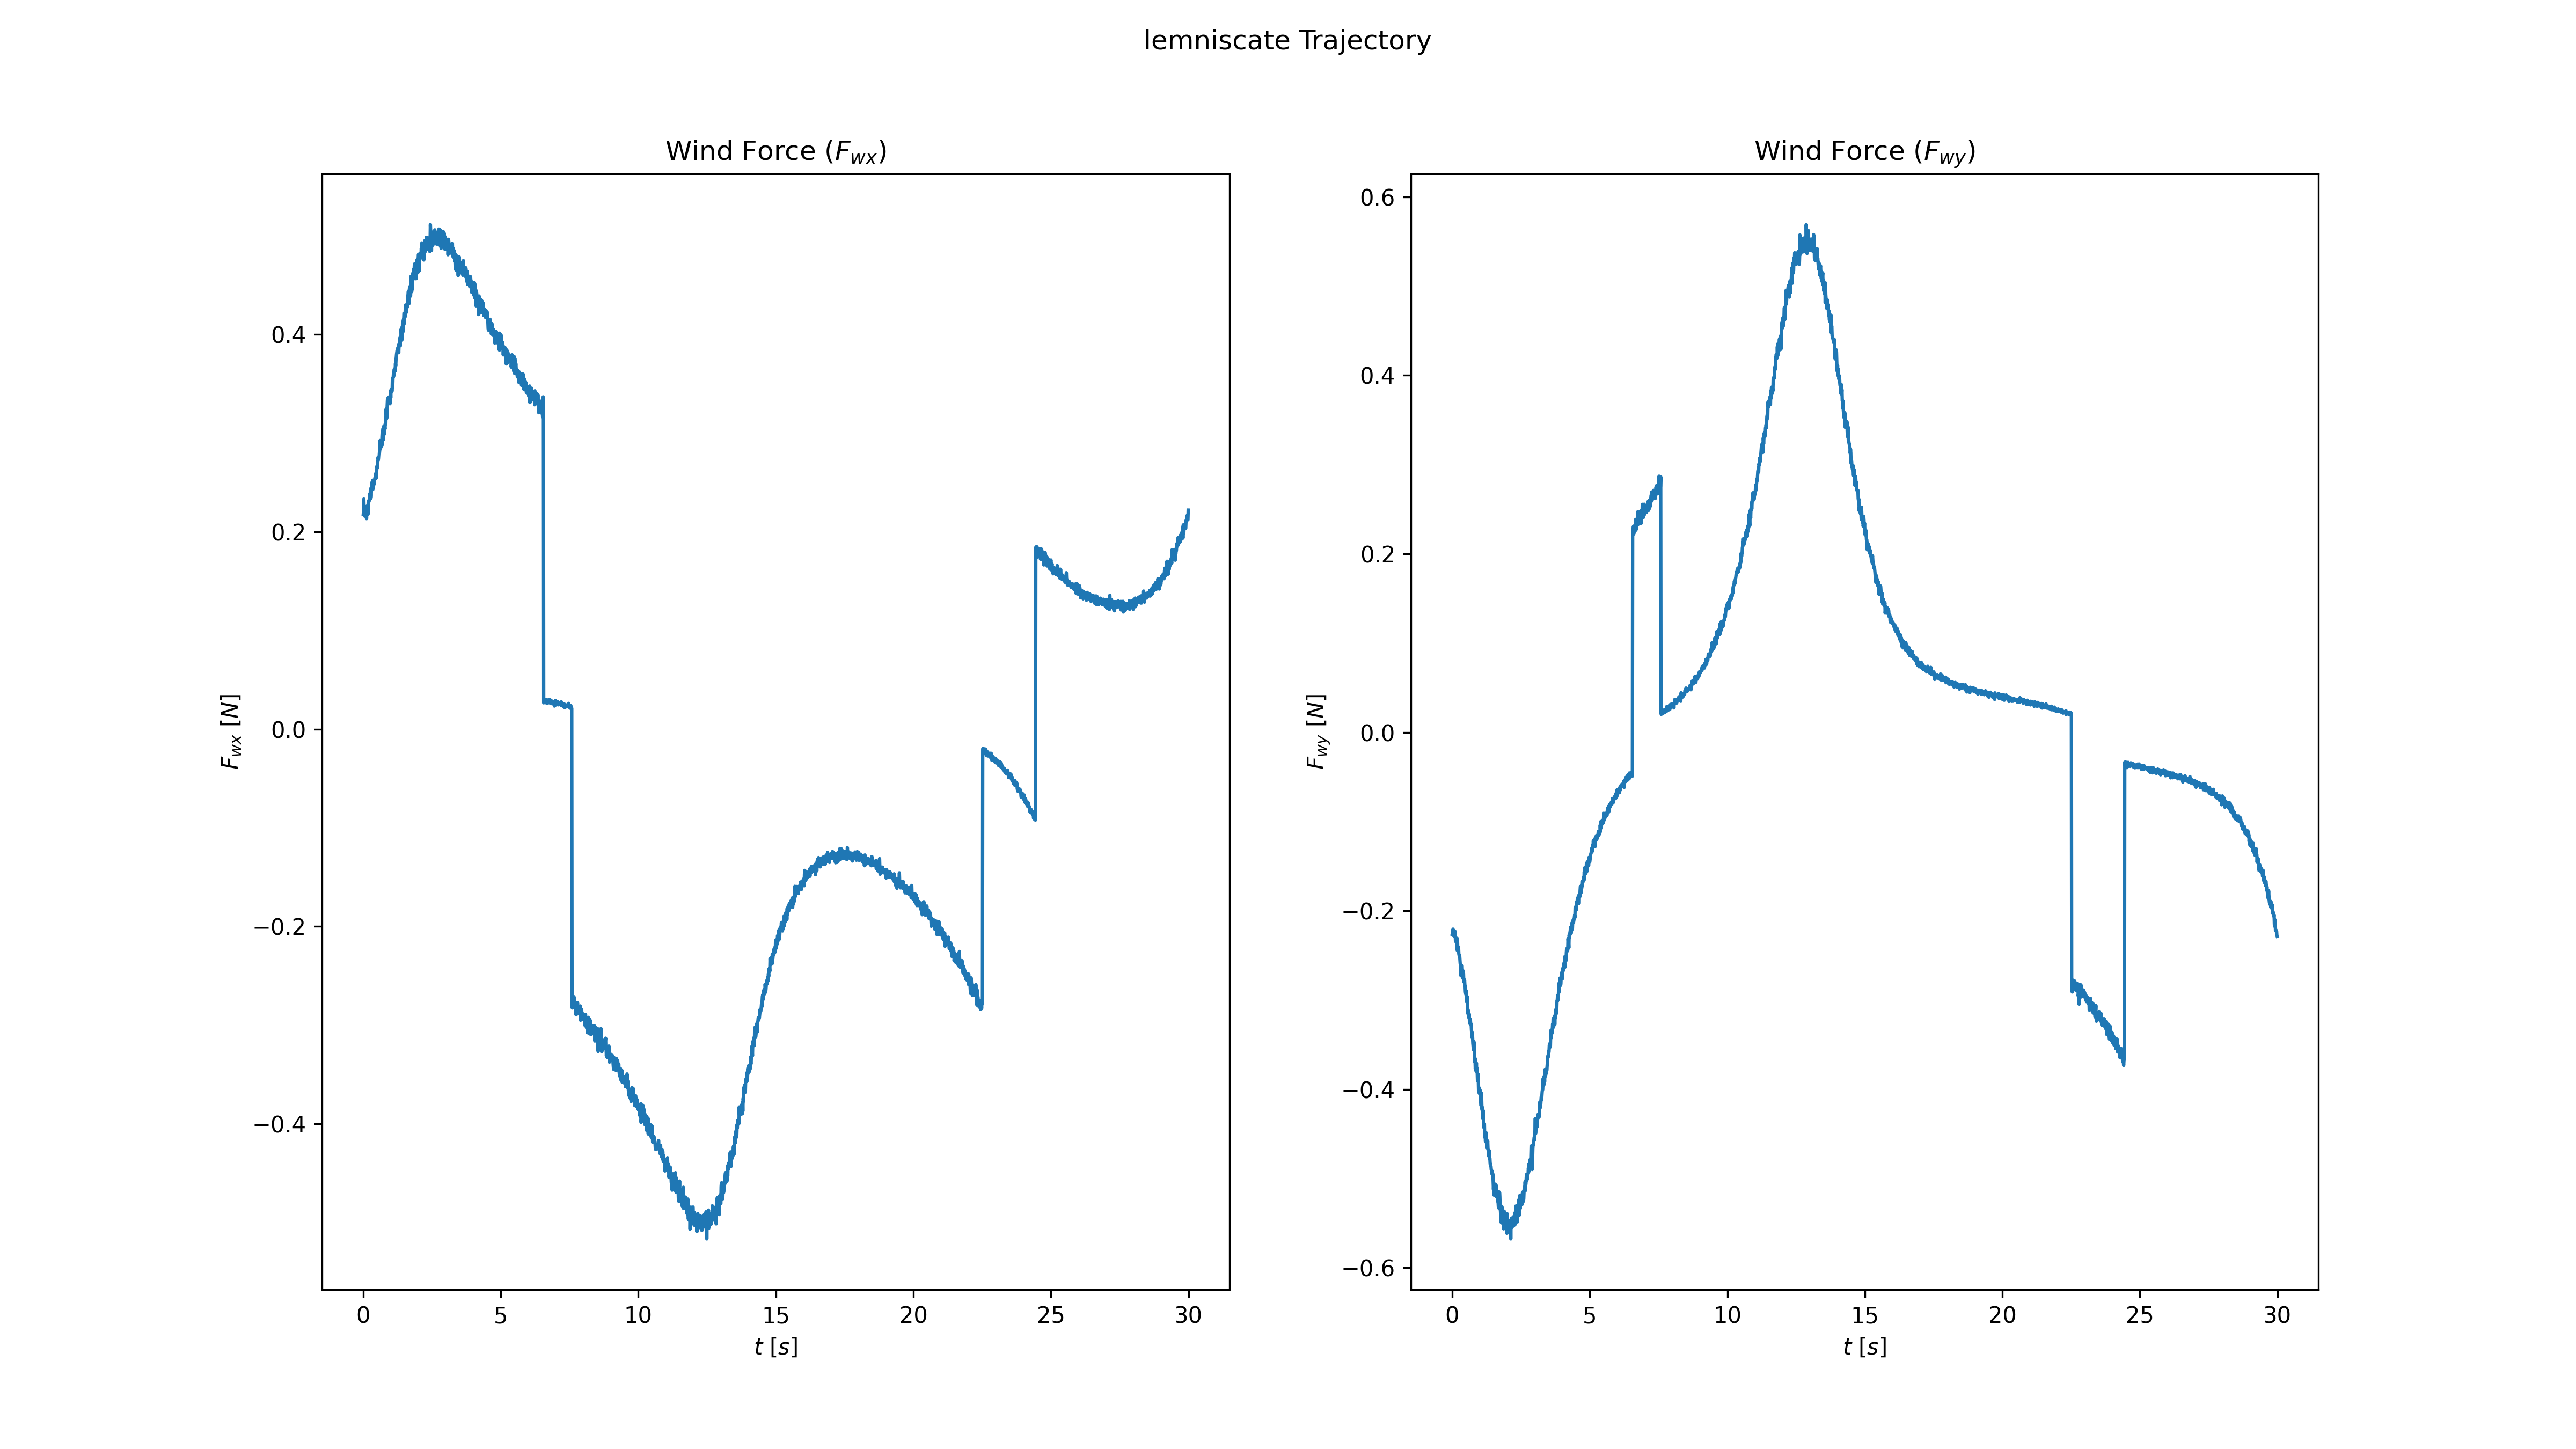 lemniscate Trajectory
Wind Force (F_wx)
0.4
0.2
0.0
−0.2
−0.4
F_wx [N]
0 5 10 15 20 25 30
t [s]
Wind Force (F_wy)
0.6
0.4
0.2
0.0
−0.2
−0.4
−0.6
F_wy [N]
0 5 10 15 20 25 30
t [s]